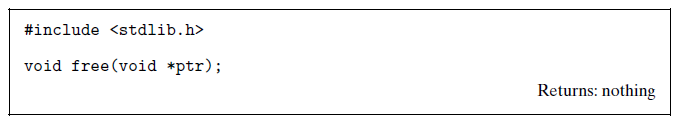 #include <stdlib.h>
void free(void *ptr);
Returns: nothing